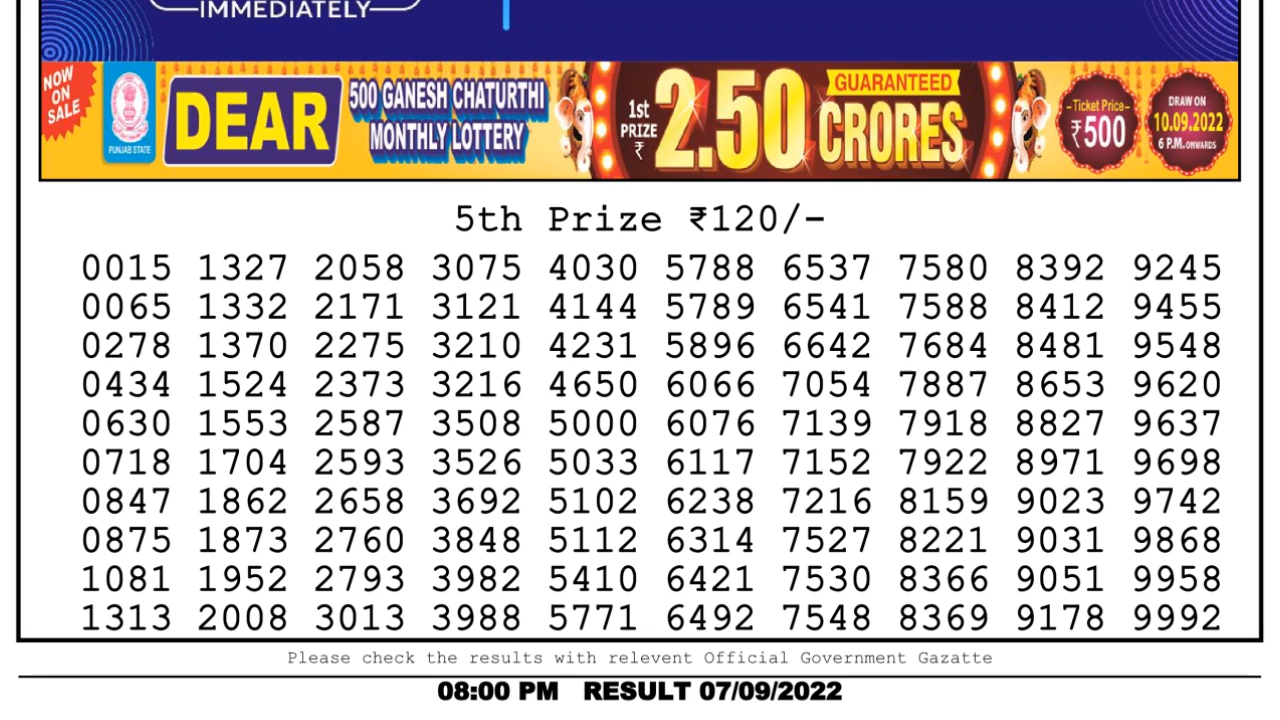 IMMEDIATELY
NOW
ON
SALE
PUNJAB STATE
DEAR
500 GANESH CHATURTHI
MONTHLY LOTTERY
1st
PRIZE
₹
2.50
GUARANTEED
CRORES
-Ticket Price-
₹500
DRAW ON
10.09.2022
6 P.M. ONWARDS
5th Prize ₹120/-
0015 1327 2058 3075 4030 5788 6537 7580 8392 9245
0065 1332 2171 3121 4144 5789 6541 7588 8412 9455
0278 1370 2275 3210 4231 5896 6642 7684 8481 9548
0434 1524 2373 3216 4650 6066 7054 7887 8653 9620
0630 1553 2587 3508 5000 6076 7139 7918 8827 9637
0718 1704 2593 3526 5033 6117 7152 7922 8971 9698
0847 1862 2658 3692 5102 6238 7216 8159 9023 9742
0875 1873 2760 3848 5112 6314 7527 8221 9031 9868
1081 1952 2793 3982 5410 6421 7530 8366 9051 9958
1313 2008 3013 3988 5771 6492 7548 8369 9178 9992
Please check the results with relevent Official Government Gazatte
08:00 PM RESULT 07/09/2022